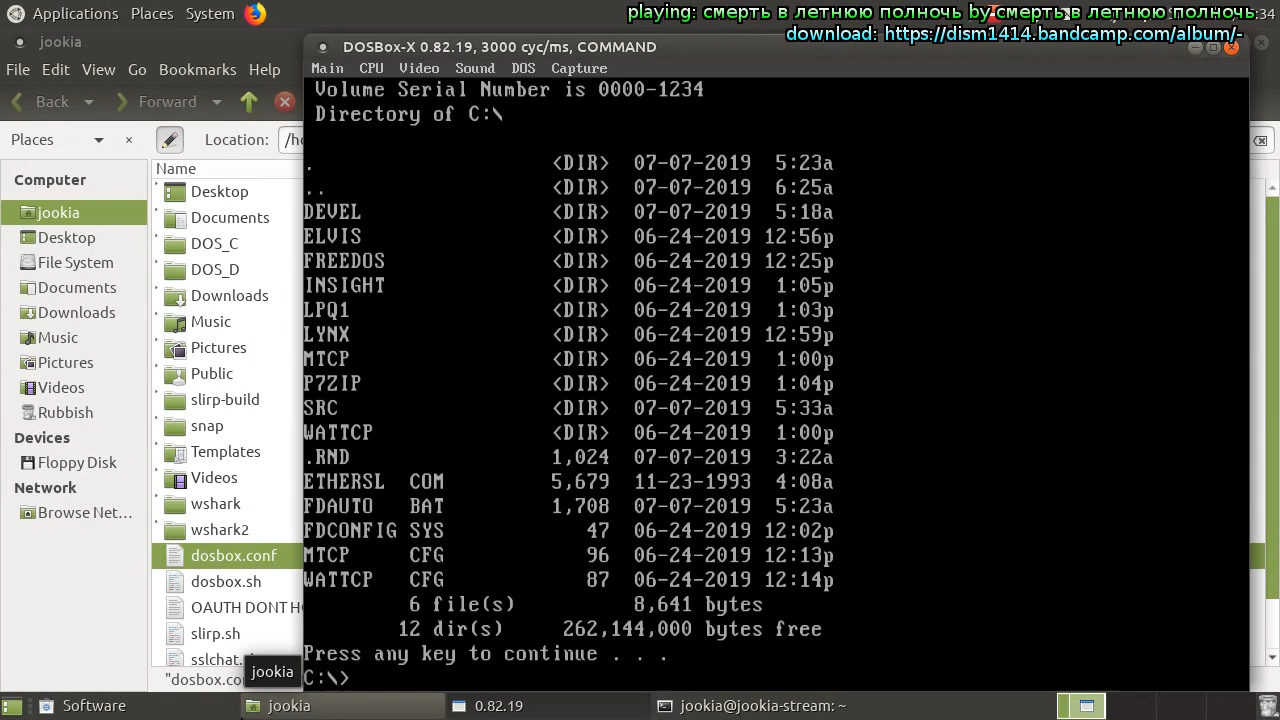 Applications Places System
playing: смерть в летнюю полночь by смерть в летнюю полночь
:34
download: https://dism1414.bandcamp.com/album/-
jookia
File Edit View Go Bookmarks Help
Back Forward
Places Location: /ho
Name
Computer
jookia
Desktop
File System
Documents
Downloads
Music
Pictures
Videos
Rubbish
Devices
Floppy Disk
Network
Browse Net…
Desktop
Documents
DOS_C
DOS_D
Downloads
Music
Pictures
Public
slirp-build
snap
Templates
Videos
wshark
wshark2
dosbox.conf
dosbox.sh
OAUTH DONT HO
slirp.sh
sslchat.
"dosbox.co
jookia
DOSBox-X 0.82.19, 3000 cyc/ms, COMMAND
Main CPU Video Sound DOS Capture
Volume Serial Number is 0000-1234
Directory of C:\
. <DIR> 07-07-2019 5:23a
.. <DIR> 07-07-2019 6:25a
DEVEL <DIR> 07-07-2019 5:18a
ELVIS <DIR> 06-24-2019 12:56p
FREEDOS <DIR> 06-24-2019 12:25p
INSIGHT <DIR> 06-24-2019 1:05p
LPQ1 <DIR> 06-24-2019 1:03p
LYNX <DIR> 06-24-2019 12:59p
MTCP <DIR> 06-24-2019 1:00p
P7ZIP <DIR> 06-24-2019 1:04p
SRC <DIR> 07-07-2019 5:33a
WATTCP <DIR> 06-24-2019 1:00p
.RND 1,024 07-07-2019 3:22a
ETHERSL COM 5,679 11-23-1993 4:08a
FDAUTO BAT 1,708 07-07-2019 5:23a
FDCONFIG SYS 47 06-24-2019 12:02p
MTCP CFG 96 06-24-2019 12:13p
WATTCP CFG 87 06-24-2019 12:14p
6 File(s) 8,641 bytes
12 Dir(s) 262,144,000 bytes free
Press any key to continue . . .
C:\>
Software jookia 0.82.19 jookia@jookia-stream: ~